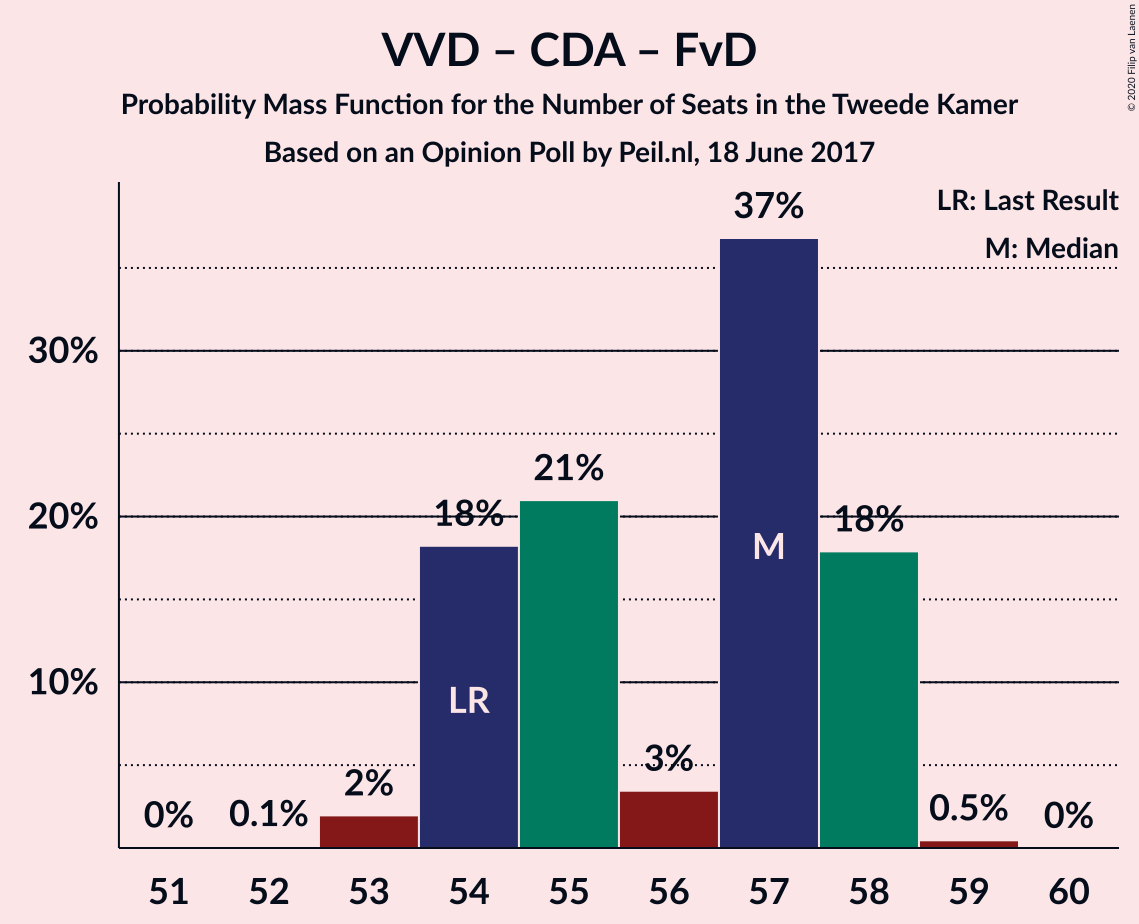 VVD – CDA – FvD
Probability Mass Function for the Number of Seats in the Tweede Kamer
Based on an Opinion Poll by Peil.nl, 18 June 2017
© 2020 Filip van Laenen
LR: Last Result
M: Median
37%
30%
21%
20%
18%
18%
M
10%
LR
3%
2%
0%
0.1%
0.5%
0%
51 52 53 54 55 56 57 58 59 60